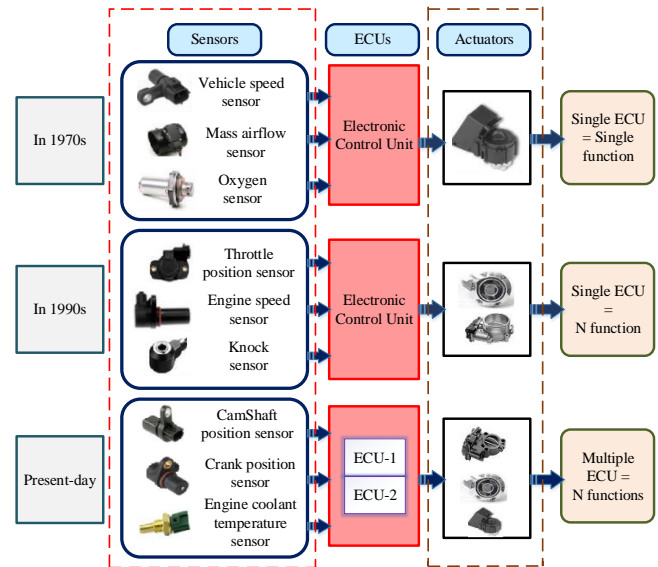 Sensors
ECUs
Actuators
In 1970s
Vehicle speed
sensor
Mass airflow
sensor
Oxygen
sensor
Electronic
Control Unit
Single ECU
= Single
function
In 1990s
Throttle
position sensor
Engine speed
sensor
Knock
sensor
Electronic
Control Unit
Single ECU
=
N function
Present-day
CamShaft
position sensor
Crank position
sensor
Engine coolant
temperature
sensor
ECU-1
ECU-2
Multiple
ECU =
N functions